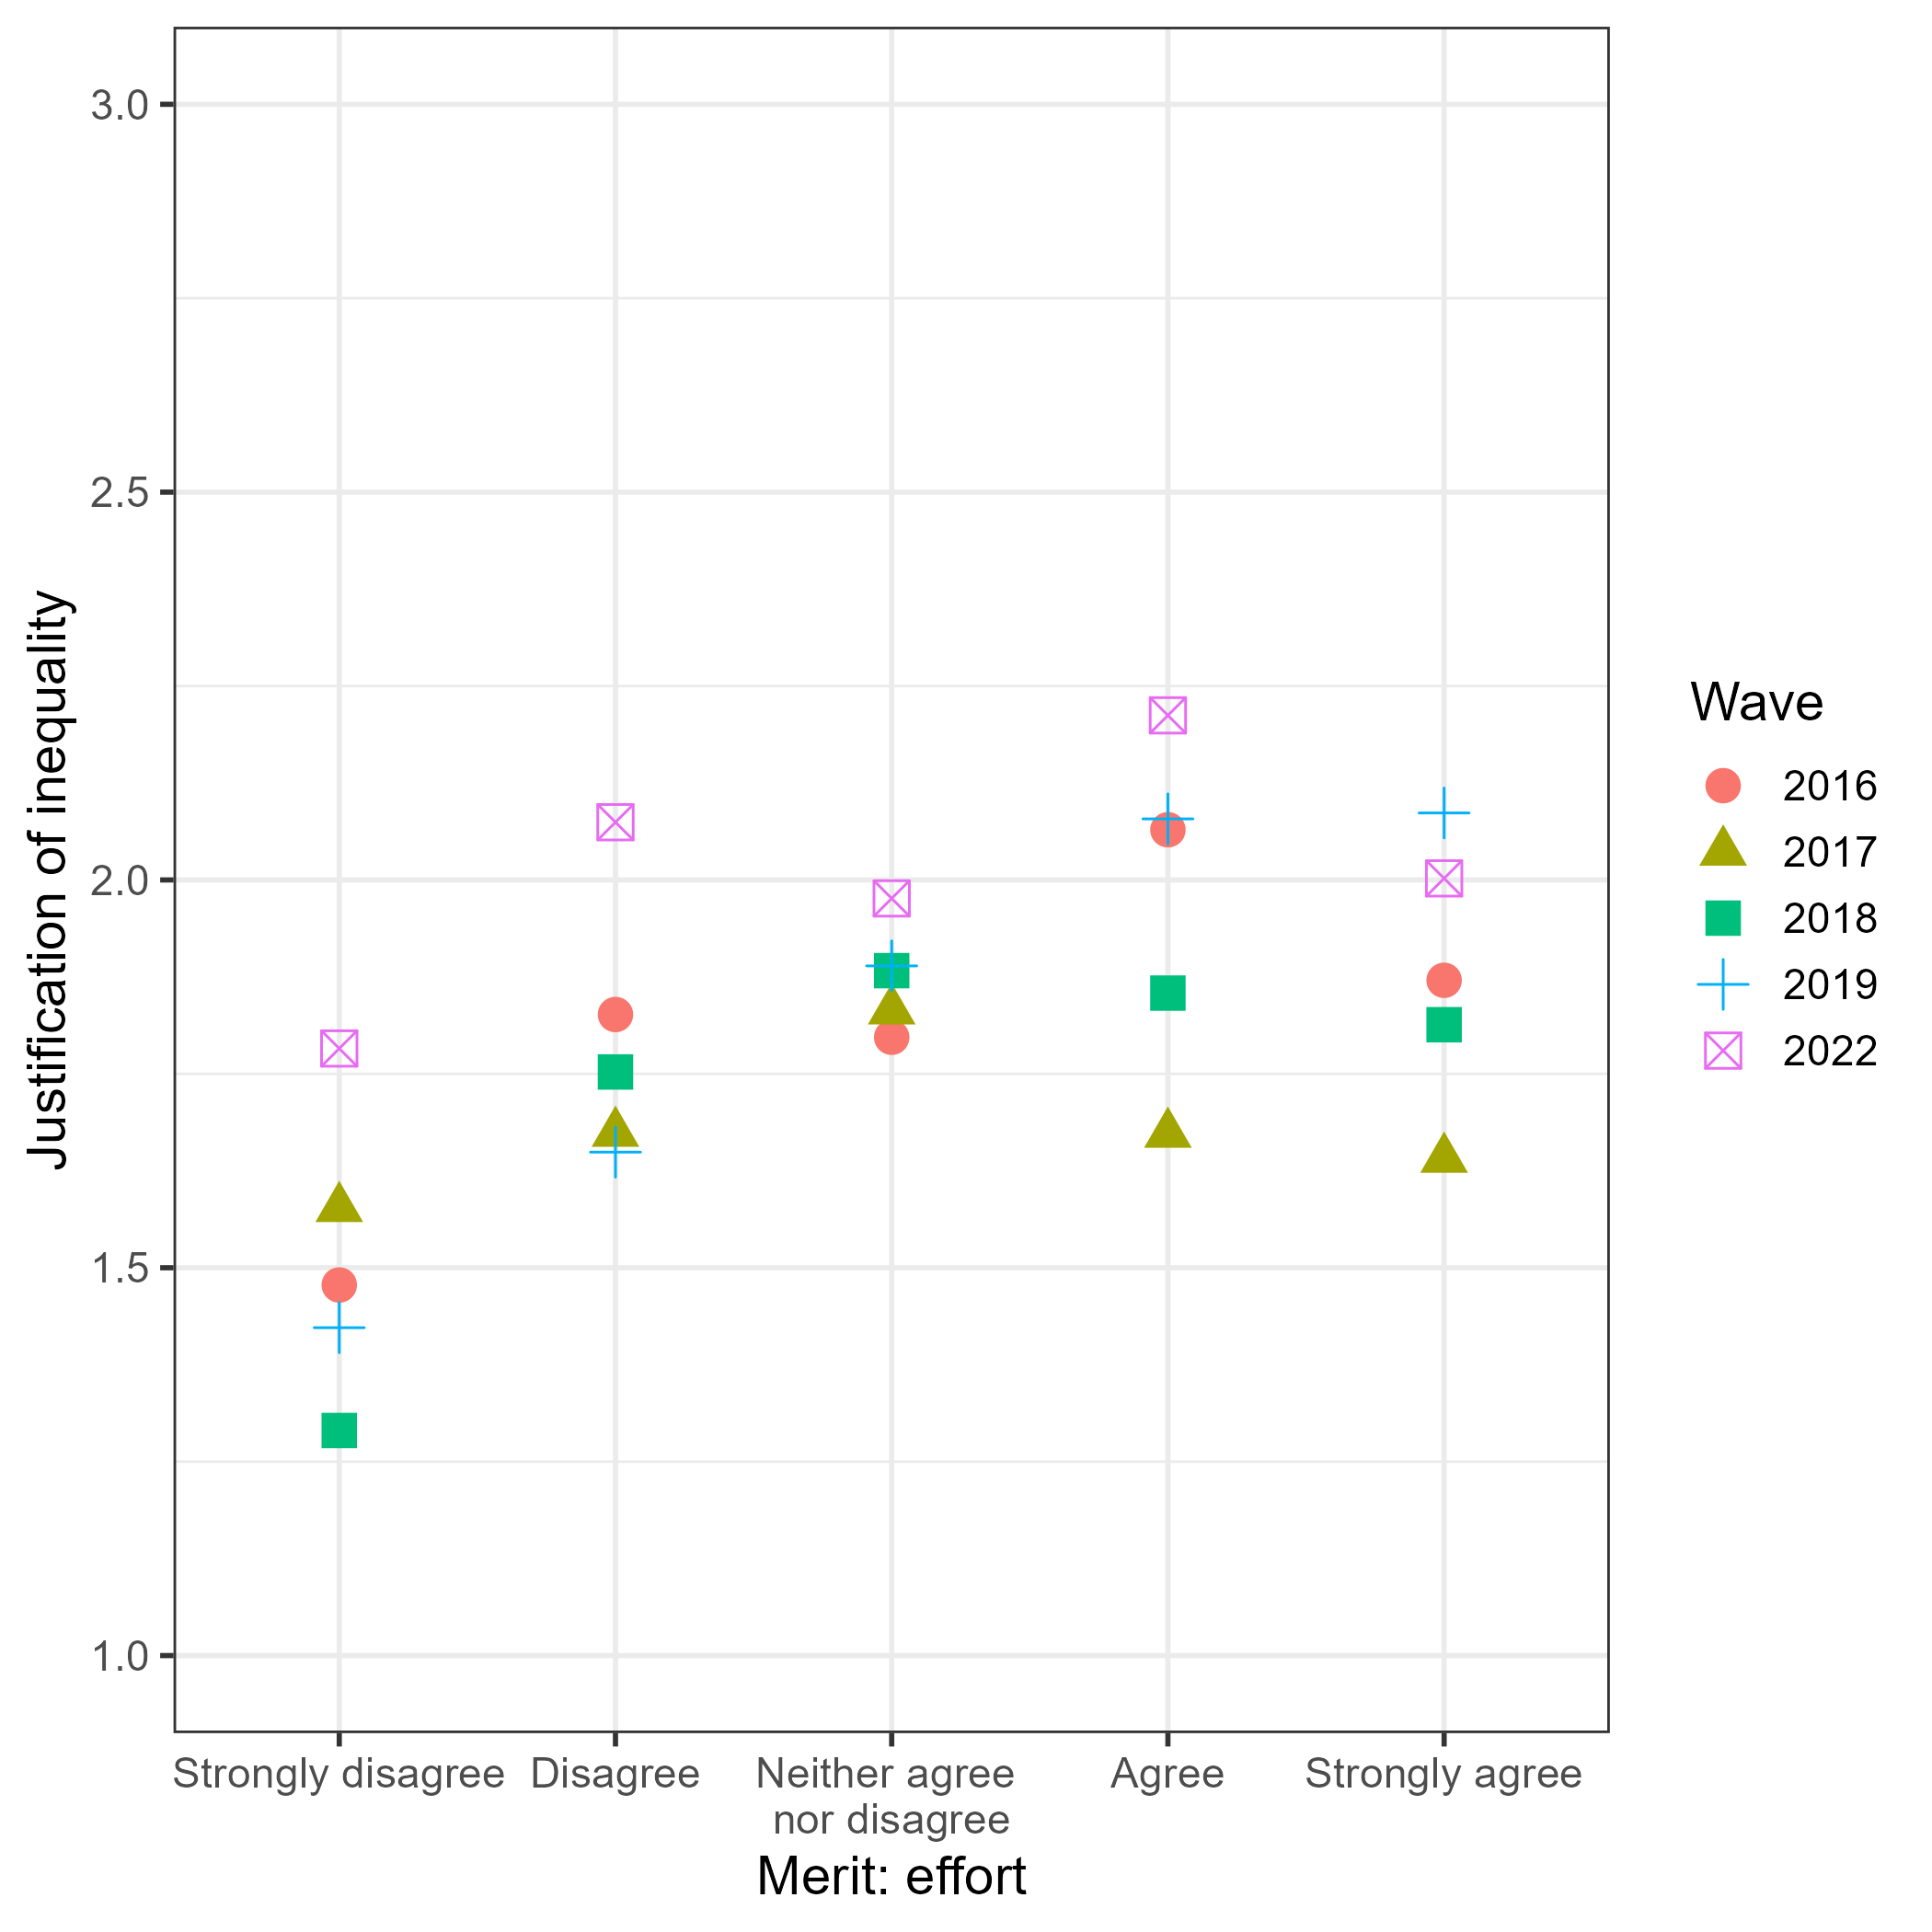 3.0
2.5
2.0
1.5
1.0
Justification of inequality
Strongly disagree
Disagree
Neither agree
nor disagree
Agree
Strongly agree
Merit: effort
Wave
2016
2017
2018
2019
2022